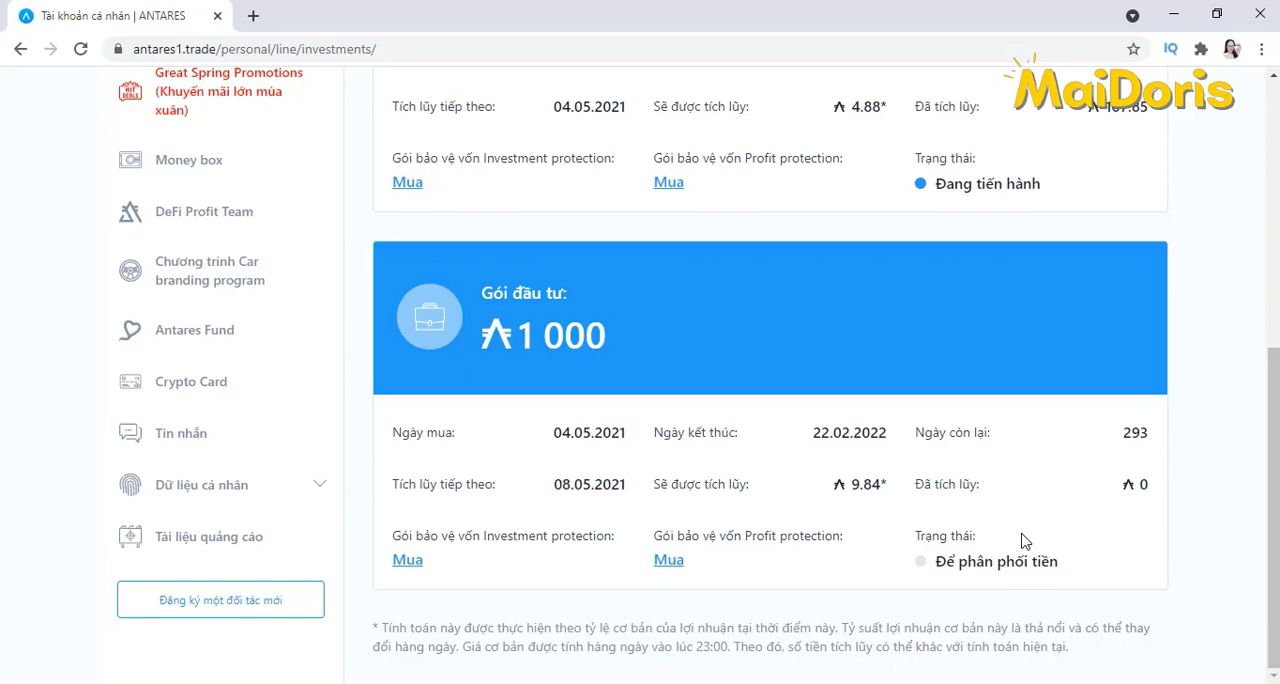 Tài khoản cá nhân | ANTARES
antares1.trade/personal/line/investments/
IQ
MaiDoris
Great Spring Promotions
(Khuyến mãi lớn mùa
xuân)
HOT
DEALS
Money box
DeFi Profit Team
Chương trình Car
branding program
Antares Fund
Crypto Card
Tin nhắn
Dữ liệu cá nhân
Tài liệu quảng cáo
Đăng ký một đối tác mới
Tích lũy tiếp theo: 04.05.2021 Sẽ được tích lũy: ₳ 4.88* Đã tích lũy:
Gói bảo vệ vốn Investment protection: Gói bảo vệ vốn Profit protection: Trạng thái:
Mua Mua Đang tiến hành
Gói đầu tư:
₳ 1 000
Ngày mua: 04.05.2021 Ngày kết thúc: 22.02.2022 Ngày còn lại: 293
Tích lũy tiếp theo: 08.05.2021 Sẽ được tích lũy: ₳ 9.84* Đã tích lũy: ₳ 0
Gói bảo vệ vốn Investment protection: Gói bảo vệ vốn Profit protection: Trạng thái:
Mua Mua Để phân phối tiền
* Tính toán này được thực hiện theo tỷ lệ cơ bản của lợi nhuận tại thời điểm này. Tỷ suất lợi nhuận cơ bản này là thả nổi và có thể thay
đổi hàng ngày. Giá cơ bản được tính hàng ngày vào lúc 23:00. Theo đó, số tiền tích lũy có thể khác với tính toán hiện tại.